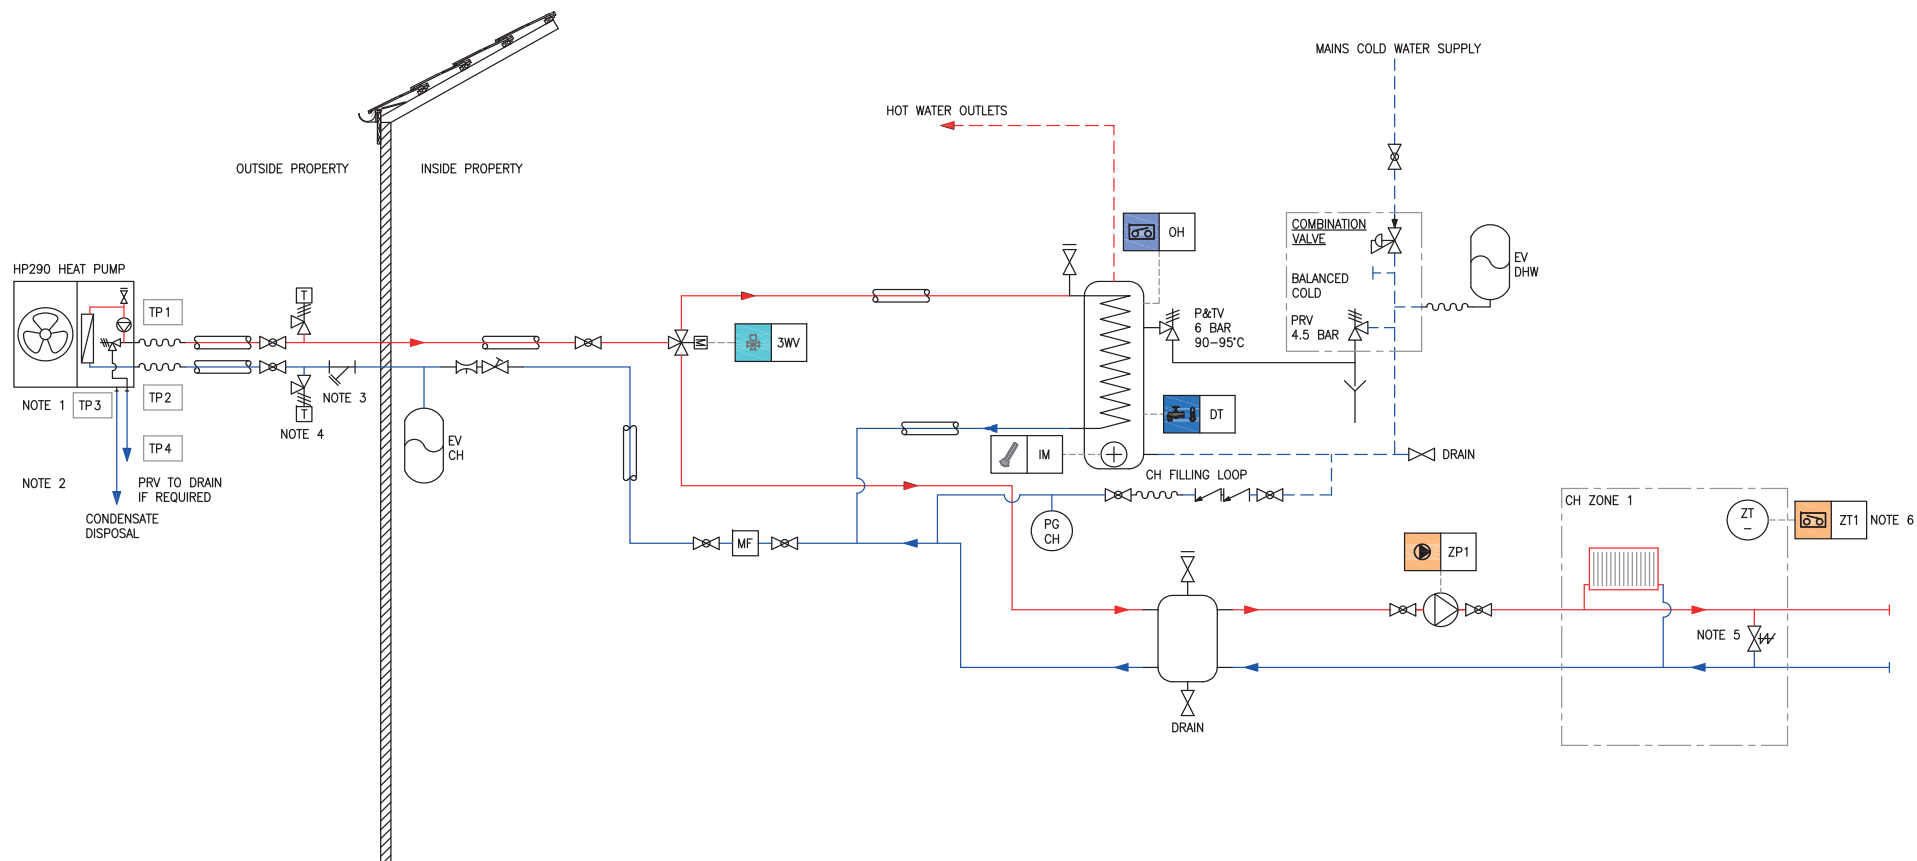 MAINS COLD WATER SUPPLY
HOT WATER OUTLETS
OUTSIDE PROPERTY
INSIDE PROPERTY
OH
COMBINATION
VALVE
EV
DHW
HP290 HEAT PUMP
BALANCED
COLD
TP1
T
P&TV
6 BAR
90-95°C
PRV
4.5 BAR
M
3WV
TP2
NOTE 3
NOTE 1
TP3
T
NOTE 4
DT
TP4
EV
CH
IM
DRAIN
NOTE 2
PRV TO DRAIN
IF REQUIRED
CH FILLING LOOP
CONDENSATE
DISPOSAL
PG
CH
CH ZONE 1
ZT
-
ZT1
NOTE 6
MF
ZP1
NOTE 5
DRAIN